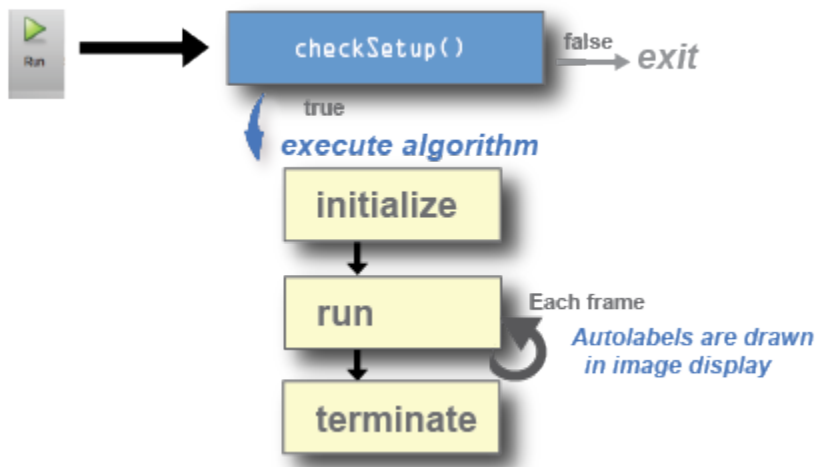 Run
checkSetup()
false
exit
true
execute algorithm
initialize
run
Each frame
Autolabels are drawn
in image display
terminate